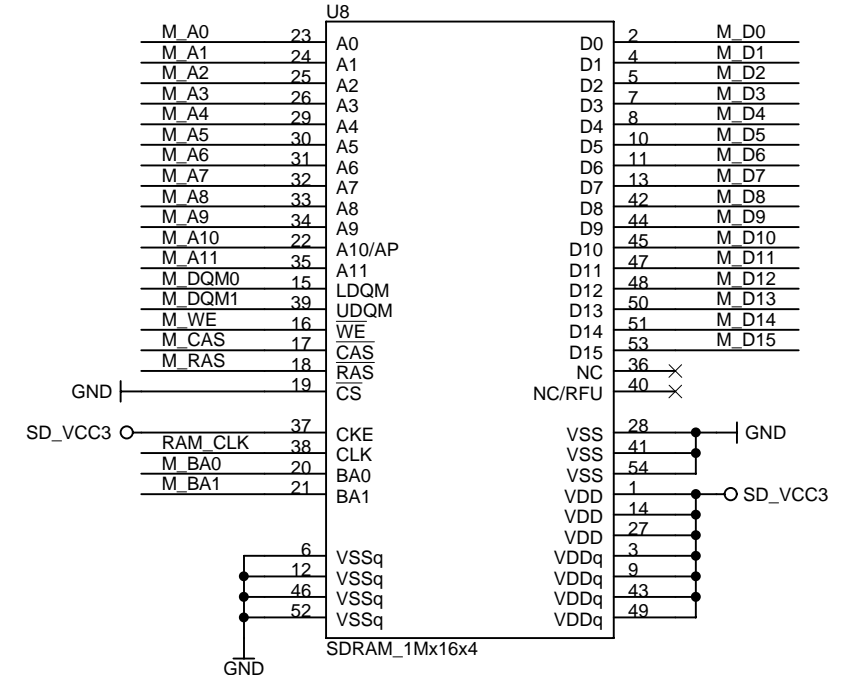 U8
M_A0 23 A0 D0 2 M_D0
M_A1 24 A1 D1 4 M_D1
M_A2 25 A2 D2 5 M_D2
M_A3 26 A3 D3 7 M_D3
M_A4 29 A4 D4 8 M_D4
M_A5 30 A5 D5 10 M_D5
M_A6 31 A6 D6 11 M_D6
M_A7 32 A7 D7 13 M_D7
M_A8 33 A8 D8 42 M_D8
M_A9 34 A9 D9 44 M_D9
M_A10 22 A10/AP D10 45 M_D10
M_A11 35 A11 D11 47 M_D11
M_DQM0 15 LDQM D12 48 M_D12
M_DQM1 39 UDQM D13 50 M_D13
M_WE 16 WE D14 51 M_D14
M_CAS 17 CAS D15 53 M_D15
M_RAS 18 RAS NC 36
GND 19 CS NC/RFU 40
SD_VCC3 37 CKE VSS 28 GND
RAM_CLK 38 CLK VSS 41
M_BA0 20 BA0 VSS 54
M_BA1 21 BA1 VDD 1 SD_VCC3
VDD 14
VDD 27
6 VSSq VDDq 3
12 VSSq VDDq 9
46 VSSq VDDq 43
52 VSSq VDDq 49
SDRAM_1Mx16x4
GND